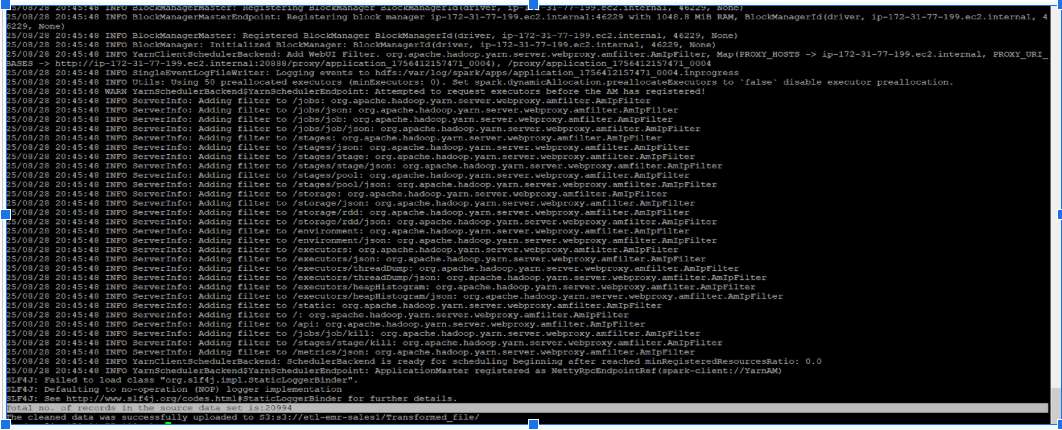 25/08/28 20:45:48 INFO BlockManagerMaster: Registering BlockManager BlockManagerId(driver, ip-172-31-77-199.ec2.internal, 46229, None)
25/08/28 20:45:48 INFO BlockManagerMasterEndpoint: Registering block manager ip-172-31-77-199.ec2.internal:46229 with 1048.8 MiB RAM, BlockManagerId(driver, ip-172-31-77-199.ec2.internal, 4
6229, None)
25/08/28 20:45:48 INFO BlockManagerMaster: Registered BlockManager BlockManagerId(driver, ip-172-31-77-199.ec2.internal, 46229, None)
25/08/28 20:45:48 INFO BlockManager: Initialized BlockManager: BlockManagerId(driver, ip-172-31-77-199.ec2.internal, 46229, None)
25/08/28 20:45:48 INFO YarnClientSchedulerBackend: Add WebUI Filter. org.apache.hadoop.yarn.server.webproxy.amfilter.AmIpFilter, Map(PROXY_HOSTS -> ip-172-31-77-199.ec2.internal, PROXY_URI_
BASES -> http://ip-172-31-77-199.ec2.internal:20888/proxy/application_1756412157471_0004), /proxy/application_1756412157471_0004
25/08/28 20:45:48 INFO SingleEventLogFileWriter: Logging events to hdfs:/var/log/spark/apps/application_1756412157471_0004.inprogress
25/08/28 20:45:48 INFO Utils: Using 50 preallocated executors (minExecutors: 0). Set spark.dynamicAllocation.preallocateExecutors to `false` disable executor preallocation.
25/08/28 20:45:48 WARN YarnSchedulerBackend$YarnSchedulerEndpoint: Attempted to request executors before the AM has registered!
25/08/28 20:45:48 INFO ServerInfo: Adding filter to /jobs: org.apache.hadoop.yarn.server.webproxy.amfilter.AmIpFilter
25/08/28 20:45:48 INFO ServerInfo: Adding filter to /jobs/json: org.apache.hadoop.yarn.server.webproxy.amfilter.AmIpFilter
25/08/28 20:45:48 INFO ServerInfo: Adding filter to /jobs/job: org.apache.hadoop.yarn.server.webproxy.amfilter.AmIpFilter
25/08/28 20:45:48 INFO ServerInfo: Adding filter to /jobs/job/json: org.apache.hadoop.yarn.server.webproxy.amfilter.AmIpFilter
25/08/28 20:45:48 INFO ServerInfo: Adding filter to /stages: org.apache.hadoop.yarn.server.webproxy.amfilter.AmIpFilter
25/08/28 20:45:48 INFO ServerInfo: Adding filter to /stages/json: org.apache.hadoop.yarn.server.webproxy.amfilter.AmIpFilter
25/08/28 20:45:48 INFO ServerInfo: Adding filter to /stages/stage: org.apache.hadoop.yarn.server.webproxy.amfilter.AmIpFilter
25/08/28 20:45:48 INFO ServerInfo: Adding filter to /stages/stage/json: org.apache.hadoop.yarn.server.webproxy.amfilter.AmIpFilter
25/08/28 20:45:48 INFO ServerInfo: Adding filter to /stages/pool: org.apache.hadoop.yarn.server.webproxy.amfilter.AmIpFilter
25/08/28 20:45:48 INFO ServerInfo: Adding filter to /stages/pool/json: org.apache.hadoop.yarn.server.webproxy.amfilter.AmIpFilter
25/08/28 20:45:48 INFO ServerInfo: Adding filter to /storage: org.apache.hadoop.yarn.server.webproxy.amfilter.AmIpFilter
25/08/28 20:45:48 INFO ServerInfo: Adding filter to /storage/json: org.apache.hadoop.yarn.server.webproxy.amfilter.AmIpFilter
25/08/28 20:45:48 INFO ServerInfo: Adding filter to /storage/rdd: org.apache.hadoop.yarn.server.webproxy.amfilter.AmIpFilter
25/08/28 20:45:48 INFO ServerInfo: Adding filter to /storage/rdd/json: org.apache.hadoop.yarn.server.webproxy.amfilter.AmIpFilter
25/08/28 20:45:48 INFO ServerInfo: Adding filter to /environment: org.apache.hadoop.yarn.server.webproxy.amfilter.AmIpFilter
25/08/28 20:45:48 INFO ServerInfo: Adding filter to /environment/json: org.apache.hadoop.yarn.server.webproxy.amfilter.AmIpFilter
25/08/28 20:45:48 INFO ServerInfo: Adding filter to /executors: org.apache.hadoop.yarn.server.webproxy.amfilter.AmIpFilter
25/08/28 20:45:48 INFO ServerInfo: Adding filter to /executors/json: org.apache.hadoop.yarn.server.webproxy.amfilter.AmIpFilter
25/08/28 20:45:48 INFO ServerInfo: Adding filter to /executors/threadDump: org.apache.hadoop.yarn.server.webproxy.amfilter.AmIpFilter
25/08/28 20:45:48 INFO ServerInfo: Adding filter to /executors/threadDump/json: org.apache.hadoop.yarn.server.webproxy.amfilter.AmIpFilter
25/08/28 20:45:48 INFO ServerInfo: Adding filter to /executors/heapHistogram: org.apache.hadoop.yarn.server.webproxy.amfilter.AmIpFilter
25/08/28 20:45:48 INFO ServerInfo: Adding filter to /executors/heapHistogram/json: org.apache.hadoop.yarn.server.webproxy.amfilter.AmIpFilter
25/08/28 20:45:48 INFO ServerInfo: Adding filter to /static: org.apache.hadoop.yarn.server.webproxy.amfilter.AmIpFilter
25/08/28 20:45:48 INFO ServerInfo: Adding filter to /: org.apache.hadoop.yarn.server.webproxy.amfilter.AmIpFilter
25/08/28 20:45:48 INFO ServerInfo: Adding filter to /api: org.apache.hadoop.yarn.server.webproxy.amfilter.AmIpFilter
25/08/28 20:45:48 INFO ServerInfo: Adding filter to /jobs/job/kill: org.apache.hadoop.yarn.server.webproxy.amfilter.AmIpFilter
25/08/28 20:45:48 INFO ServerInfo: Adding filter to /stages/stage/kill: org.apache.hadoop.yarn.server.webproxy.amfilter.AmIpFilter
25/08/28 20:45:48 INFO ServerInfo: Adding filter to /metrics/json: org.apache.hadoop.yarn.server.webproxy.amfilter.AmIpFilter
25/08/28 20:45:48 INFO YarnClientSchedulerBackend: SchedulerBackend is ready for scheduling beginning after reached minRegisteredResourcesRatio: 0.0
25/08/28 20:45:48 INFO YarnSchedulerBackend$YarnSchedulerEndpoint: ApplicationMaster registered as NettyRpcEndpointRef(spark-client://YarnAM)
SLF4J: Failed to load class "org.slf4j.impl.StaticLoggerBinder".
SLF4J: Defaulting to no-operation (NOP) logger implementation
SLF4J: See http://www.slf4j.org/codes.html#StaticLoggerBinder for further details.
Total no. of records in the source data set is:20994
The cleaned data was successfully uploaded to S3:s3://etl-emr-sales1/Transformed_file/